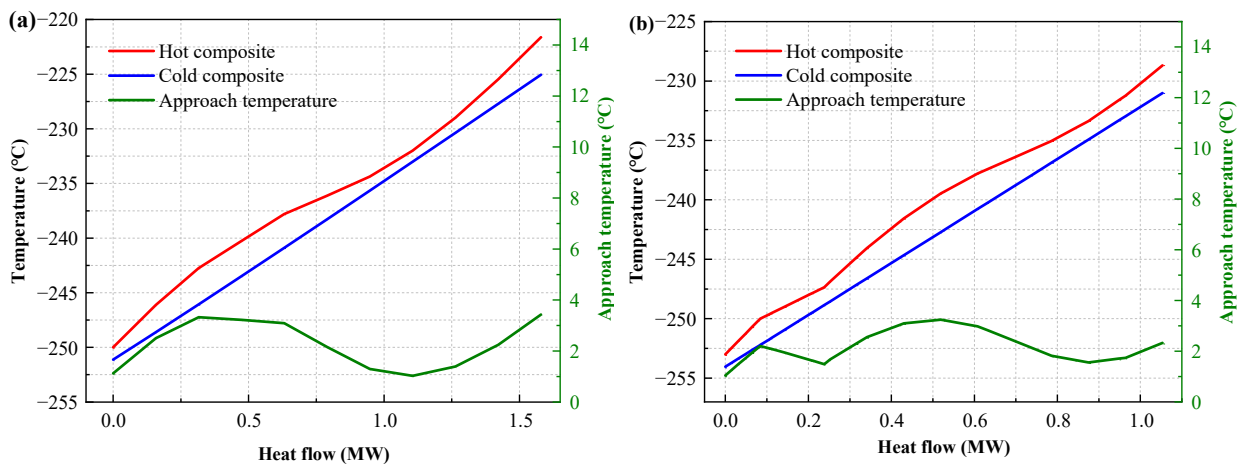 (a)
−220
−225
−230
−235
−240
−245
−250
−255
Temperature (°C)
Hot composite
Cold composite
Approach temperature
14
12
10
8
6
4
2
0
Approach temperature (°C)
0.0
0.5
1.0
1.5
Heat flow (MW)
(b)
−225
−230
−235
−240
−245
−250
−255
Temperature (°C)
Hot composite
Cold composite
Approach temperature
14
12
10
8
6
4
2
0
Approach temperature (°C)
0.0
0.2
0.4
0.6
0.8
1.0
Heat flow (MW)